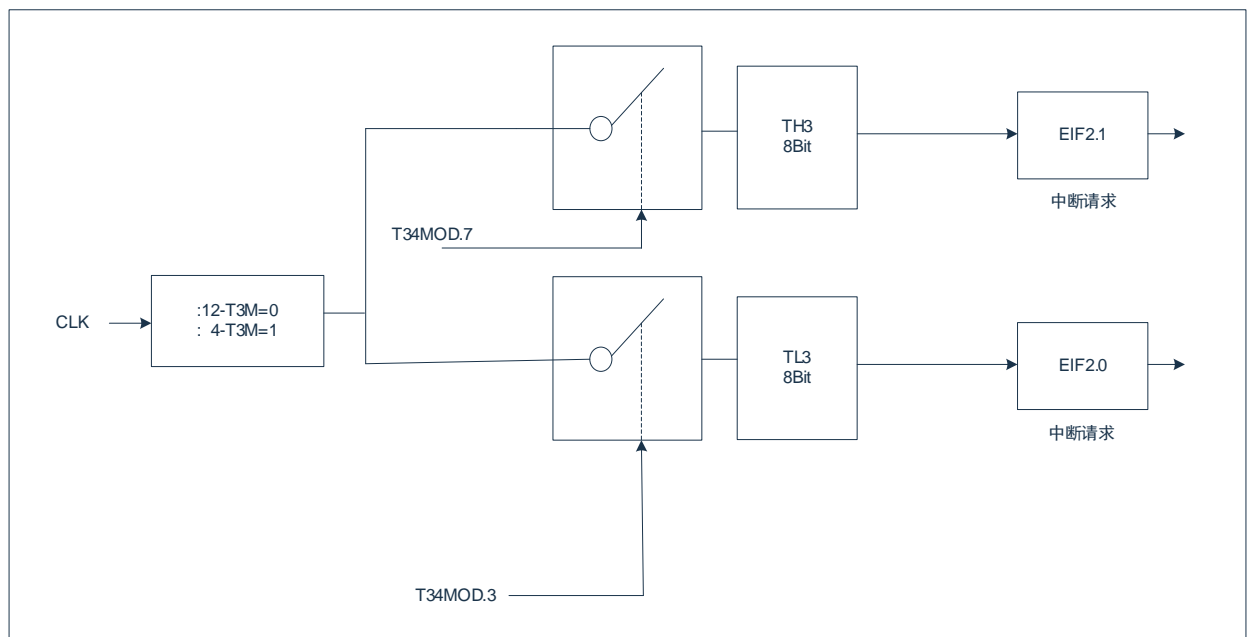 TH3
8Bit
EIF2.1
中断请求
T34MOD.7
CLK
:12-T3M=0
: 4-T3M=1
TL3
8Bit
EIF2.0
中断请求
T34MOD.3